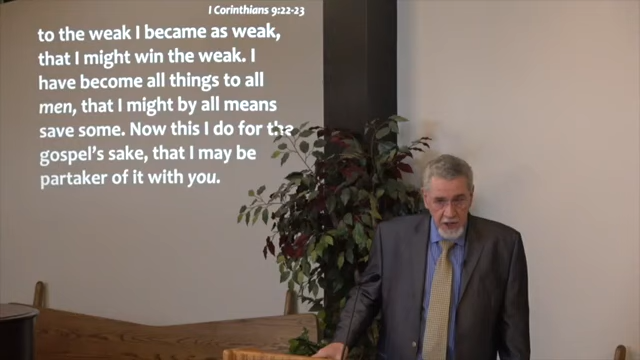 I Corinthians 9:22-23
to the weak I became as weak,
that I might win the weak. I
have become all things to all
men, that I might by all means
save some. Now this I do for the
gospel's sake, that I may be
partaker of it with you.